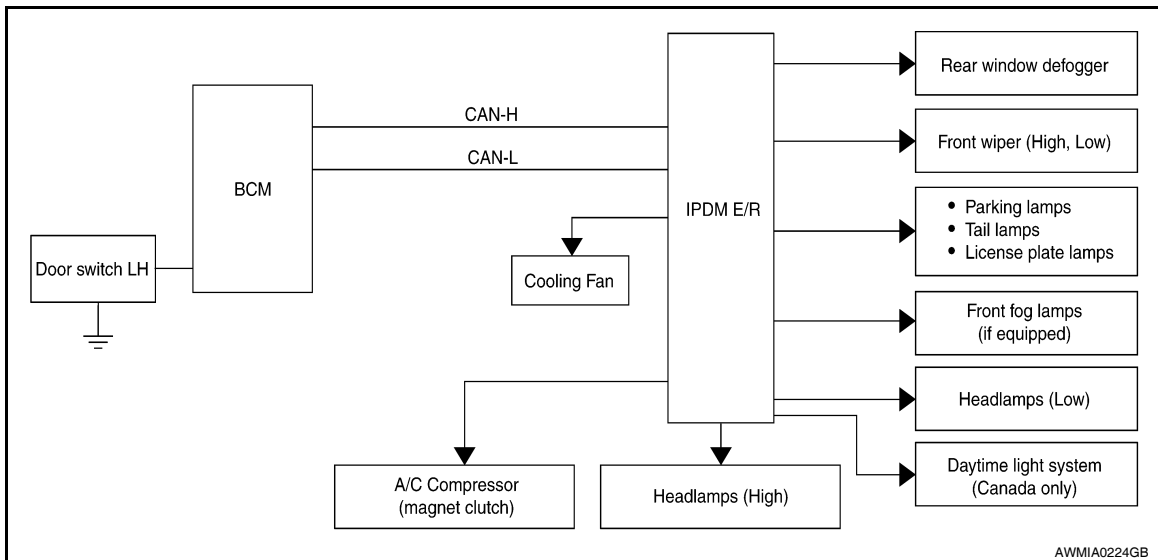 CAN-H
CAN-L
BCM
Door switch LH
IPDM E/R
Cooling Fan
Rear window defogger
Front wiper (High, Low)
• Parking lamps
• Tail lamps
• License plate lamps
Front fog lamps
(if equipped)
Headlamps (Low)
Daytime light system
(Canada only)
A/C Compressor
(magnet clutch)
Headlamps (High)
AWMIA0224GB